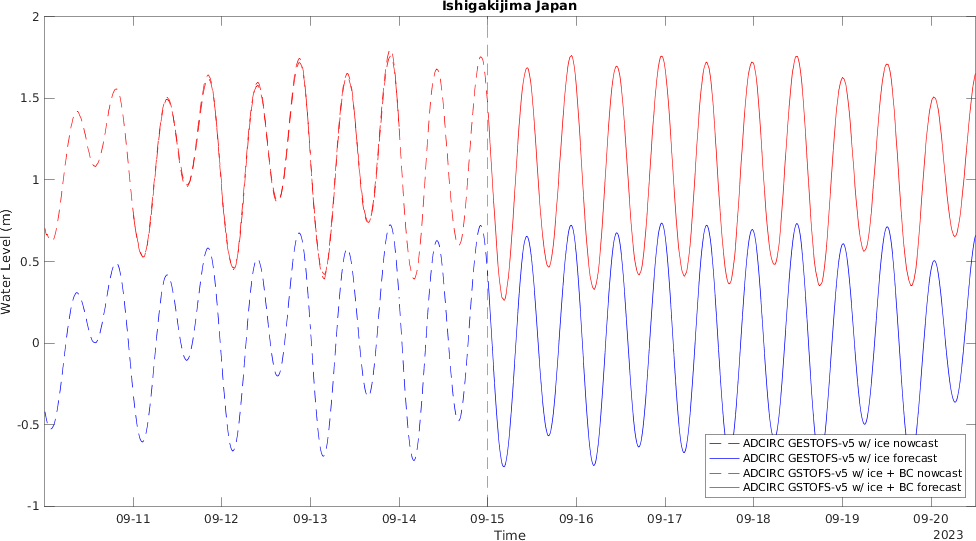 Ishigakijima Japan
2
1.5
1
0.5
0
-0.5
-1
Water Level (m)
09-11
09-12
09-13
09-14
09-15
09-16
09-17
09-18
09-19
09-20
2023
Time
ADCIRC GESTOFS-v5 w/ ice nowcast
ADCIRC GESTOFS-v5 w/ ice forecast
ADCIRC GSTOFS-v5 w/ ice + BC nowcast
ADCIRC GSTOFS-v5 w/ ice + BC forecast